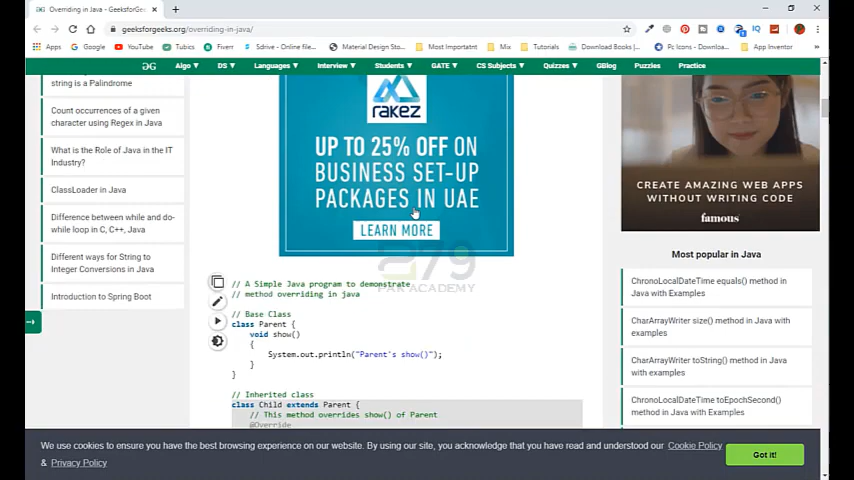 Overriding in Java - GeeksforGe
geeksforgeeks.org/overriding-in-java/
Apps
Google
YouTube
Tubics
Fiverr
Sdrive - Online file...
Material Design Sto...
Most Importatnt
Mix
Tutorials
Download Books |...
Pc Icons - Downloa...
App Inventor
Algo
DS
Languages
Interview
Students
GATE
CS Subjects
Quizzes
GBlog
Puzzles
Practice
string is a Palindrome
Count occurrences of a given
character using Regex in Java
What is the Role of Java in the IT
Industry?
ClassLoader in Java
Difference between while and do-
while loop in C, C++, Java
Different ways for String to
Integer Conversions in Java
Introduction to Spring Boot
rakez
UP TO 25% OFF ON
BUSINESS SET-UP
PACKAGES IN UAE
LEARN MORE
279
PAK ACADEMY
// A Simple Java program to demonstrate
// method overriding in java
// Base Class
class Parent {
void show()
{
System.out.println("Parent's show()");
}
}
// Inherited class
class Child extends Parent {
// This method overrides show() of Parent
@Override
CREATE AMAZING WEB APPS
WITHOUT WRITING CODE
famous
Most popular in Java
ChronoLocalDateTime equals() method in
Java with Examples
CharArrayWriter size() method in Java with
examples
CharArrayWriter toString() method in Java
with examples
ChronoLocalDateTime toEpochSecond()
method in Java with Examples
We use cookies to ensure you have the best browsing experience on our website. By using our site, you acknowledge that you have read and understood our Cookie Policy
& Privacy Policy
Got it!